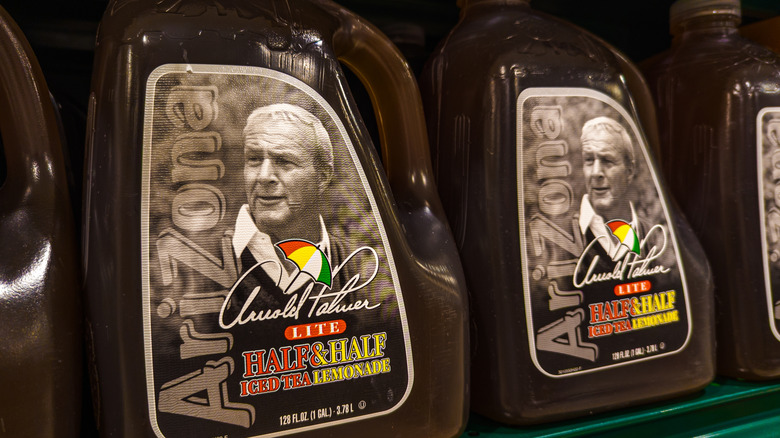 AriZona
Arnold Palmer
LITE
HALF&HALF
ICED TEA LEMONADE
128 FL.OZ. (1 GAL.) • 3.78 L U
AriZona
Arnold Palmer
LITE
HALF&HALF
ICED TEA LEMONADE
128 FL.OZ. (1 GAL.) • 3.78 L